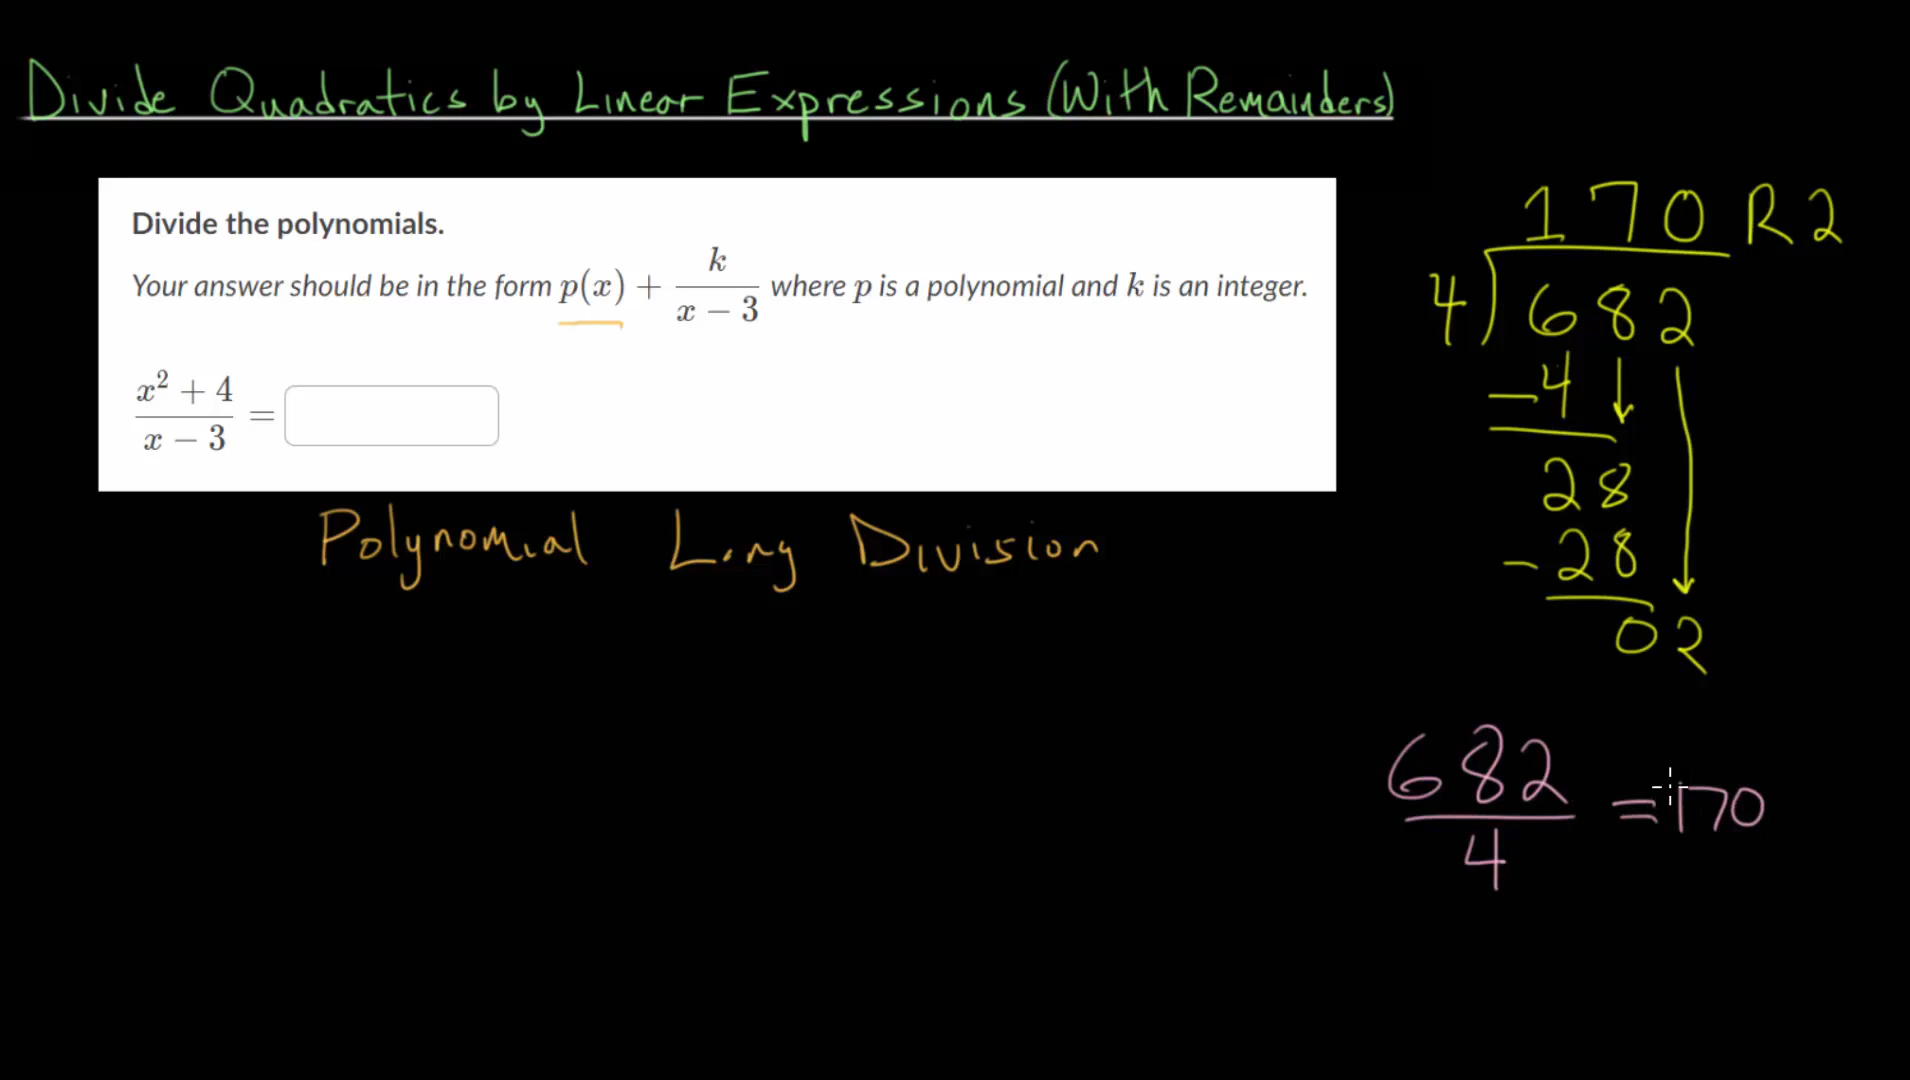 Divide Quadratics by Linear Expressions (With Remainders)
Divide the polynomials.
Your answer should be in the form p(x) + k/(x − 3) where p is a polynomial and k is an integer.
(x² + 4)/(x − 3) =
Polynomial Long Division
170 R2
4)682
−4
28
−28
02
682/4 = 170